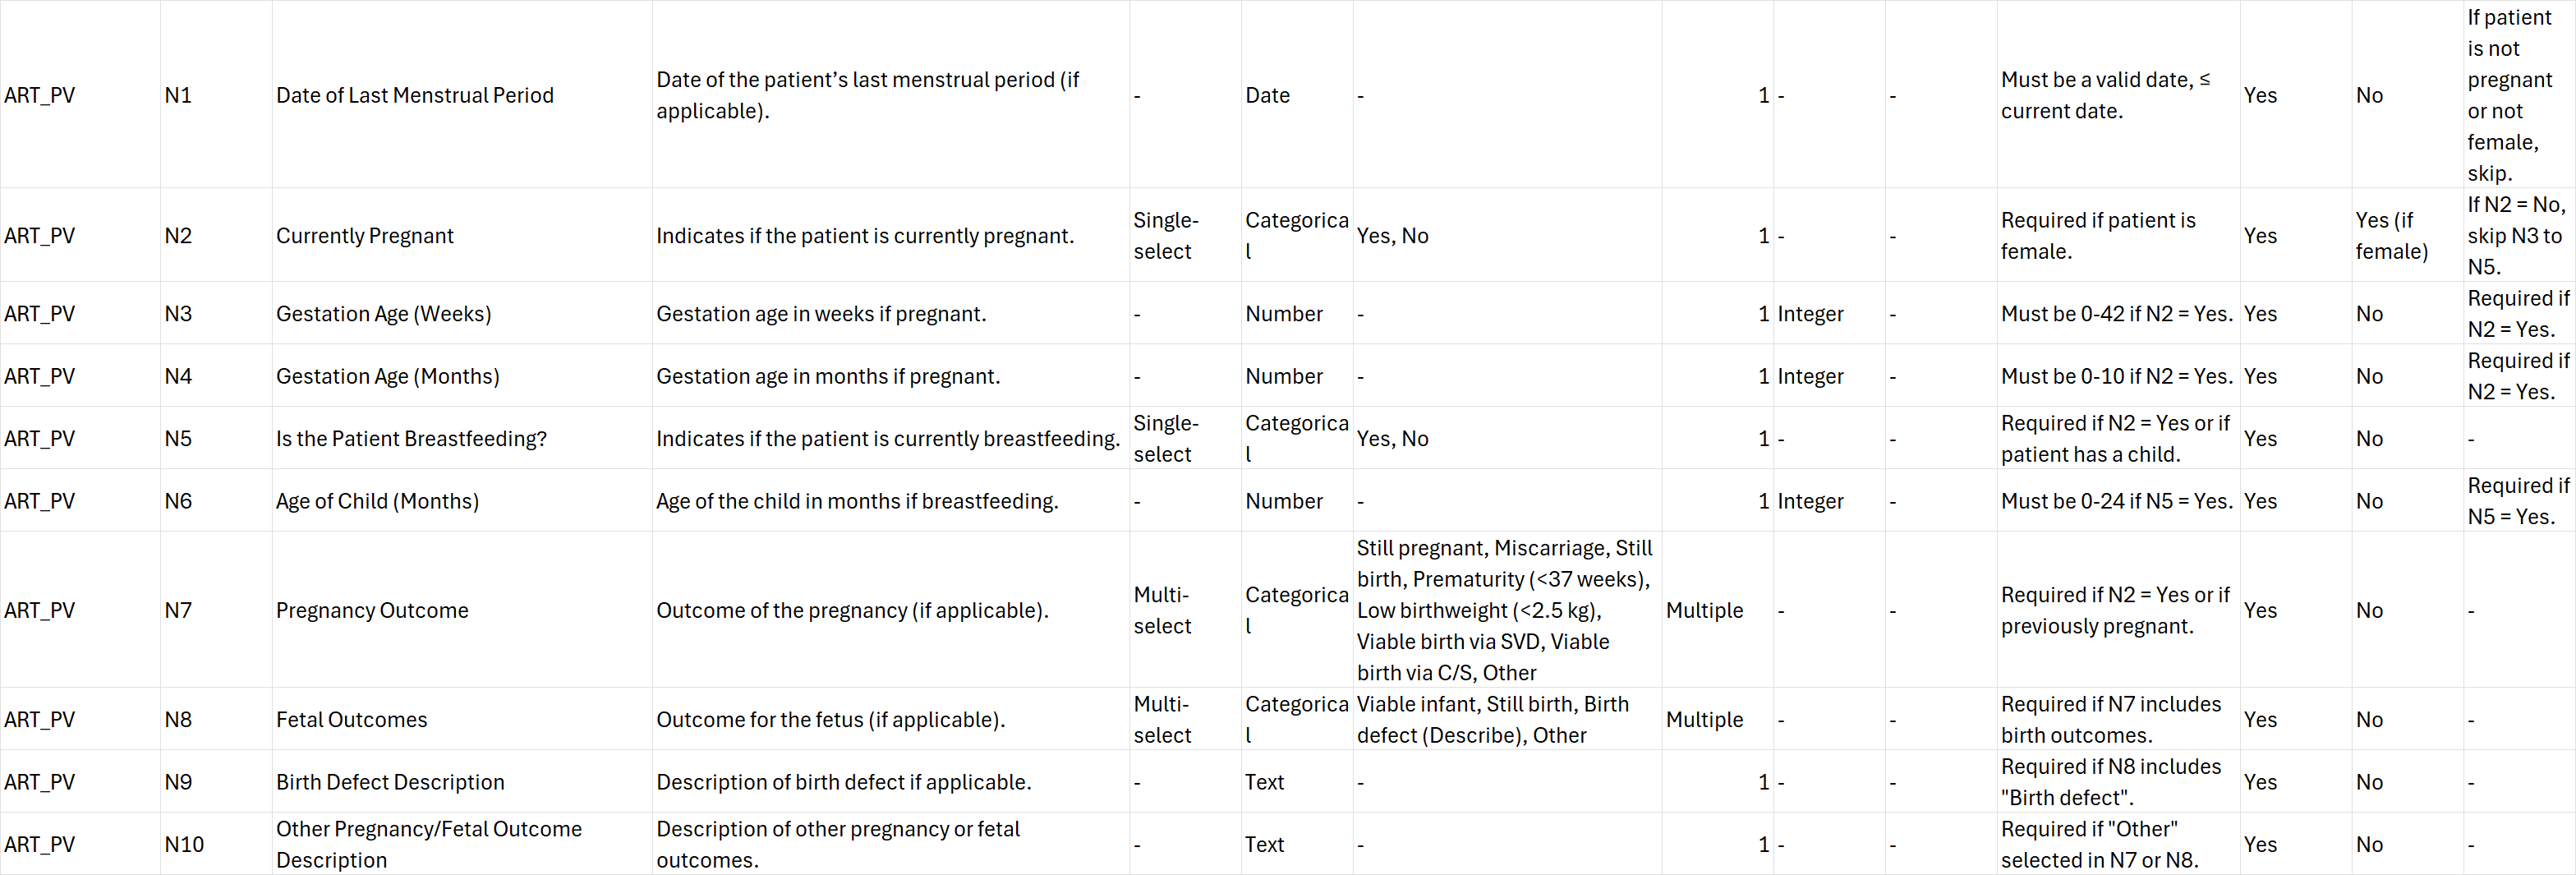 ART_PV N1 Date of Last Menstrual Period Date of the patient’s last menstrual period (if applicable). - Date - 1 - - Must be a valid date, ≤ current date. Yes No If patient is not pregnant or not female, skip.
ART_PV N2 Currently Pregnant Indicates if the patient is currently pregnant. Single-select Categorical Yes, No 1 - - Required if patient is female. Yes Yes (if female) If N2 = No, skip N3 to N5.
ART_PV N3 Gestation Age (Weeks) Gestation age in weeks if pregnant. - Number - 1 Integer - Must be 0-42 if N2 = Yes. Yes No Required if N2 = Yes.
ART_PV N4 Gestation Age (Months) Gestation age in months if pregnant. - Number - 1 Integer - Must be 0-10 if N2 = Yes. Yes No Required if N2 = Yes.
ART_PV N5 Is the Patient Breastfeeding? Indicates if the patient is currently breastfeeding. Single-select Categorical Yes, No 1 - - Required if N2 = Yes or if patient has a child. Yes No -
ART_PV N6 Age of Child (Months) Age of the child in months if breastfeeding. - Number - 1 Integer - Must be 0-24 if N5 = Yes. Yes No Required if N5 = Yes.
ART_PV N7 Pregnancy Outcome Outcome of the pregnancy (if applicable). Multi-select Categorical Still pregnant, Miscarriage, Still birth, Prematurity (<37 weeks), Low birthweight (<2.5 kg), Viable birth via SVD, Viable birth via C/S, Other Multiple - - Required if N2 = Yes or if previously pregnant. Yes No -
ART_PV N8 Fetal Outcomes Outcome for the fetus (if applicable). Multi-select Categorical Viable infant, Still birth, Birth defect (Describe), Other Multiple - - Required if N7 includes birth outcomes. Yes No -
ART_PV N9 Birth Defect Description Description of birth defect if applicable. - Text - 1 - - Required if N8 includes "Birth defect". Yes No -
ART_PV N10 Other Pregnancy/Fetal Outcome Description Description of other pregnancy or fetal outcomes. - Text - 1 - - Required if "Other" selected in N7 or N8. Yes No -